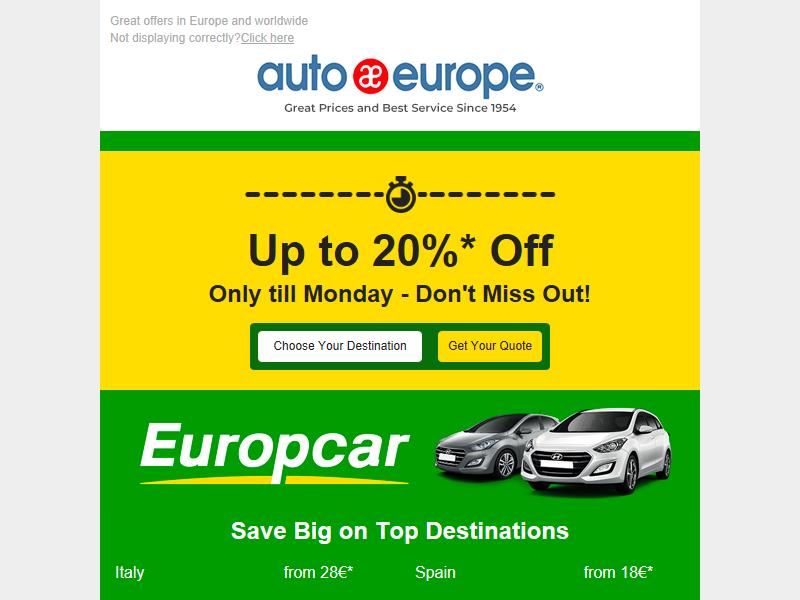 Great offers in Europe and worldwide
Not displaying correctly?Click here
auto æ europe®
Great Prices and Best Service Since 1954
Up to 20%* Off
Only till Monday - Don't Miss Out!
Choose Your Destination Get Your Quote
Europcar
Save Big on Top Destinations
Italy from 28€* Spain from 18€*